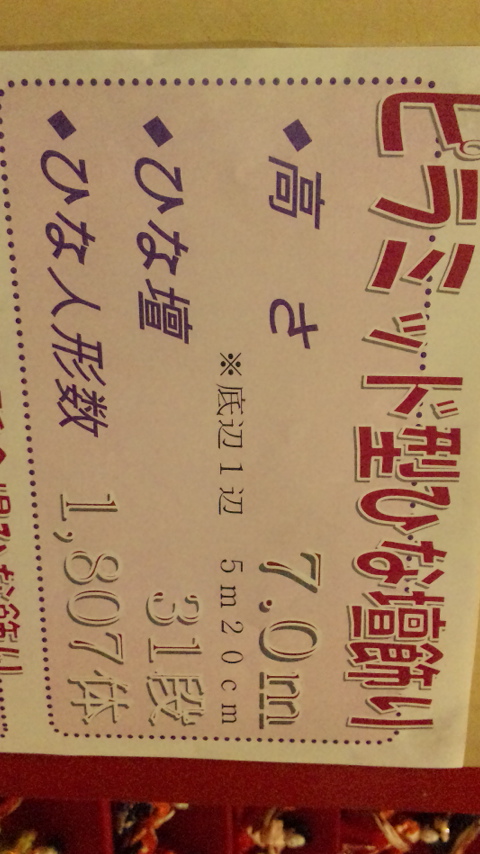 ピラミッド型ひな壇飾り
◆高さ 7.0m
※底辺1辺 5m20cm
◆ひな壇 31段
◆ひな人形数 1,807体